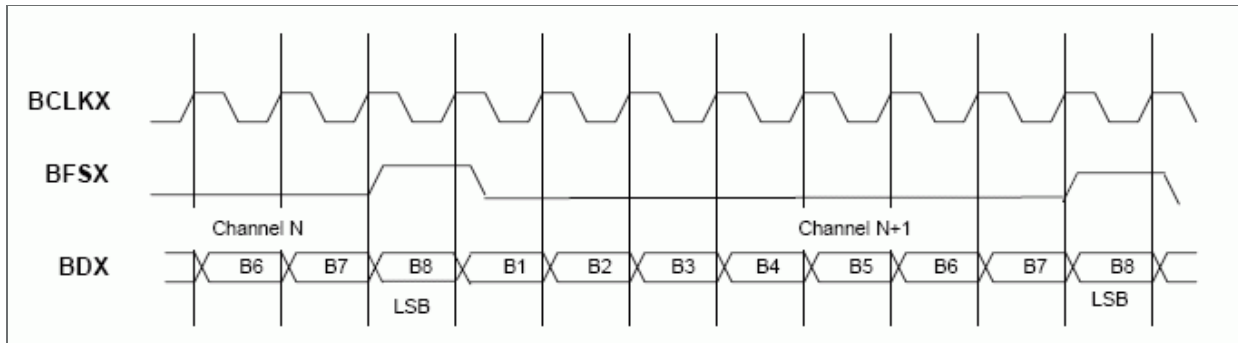 BCLKX
BFSX
Channel N Channel N+1
BDX B6 B7 B8 B1 B2 B3 B4 B5 B6 B7 B8
LSB LSB